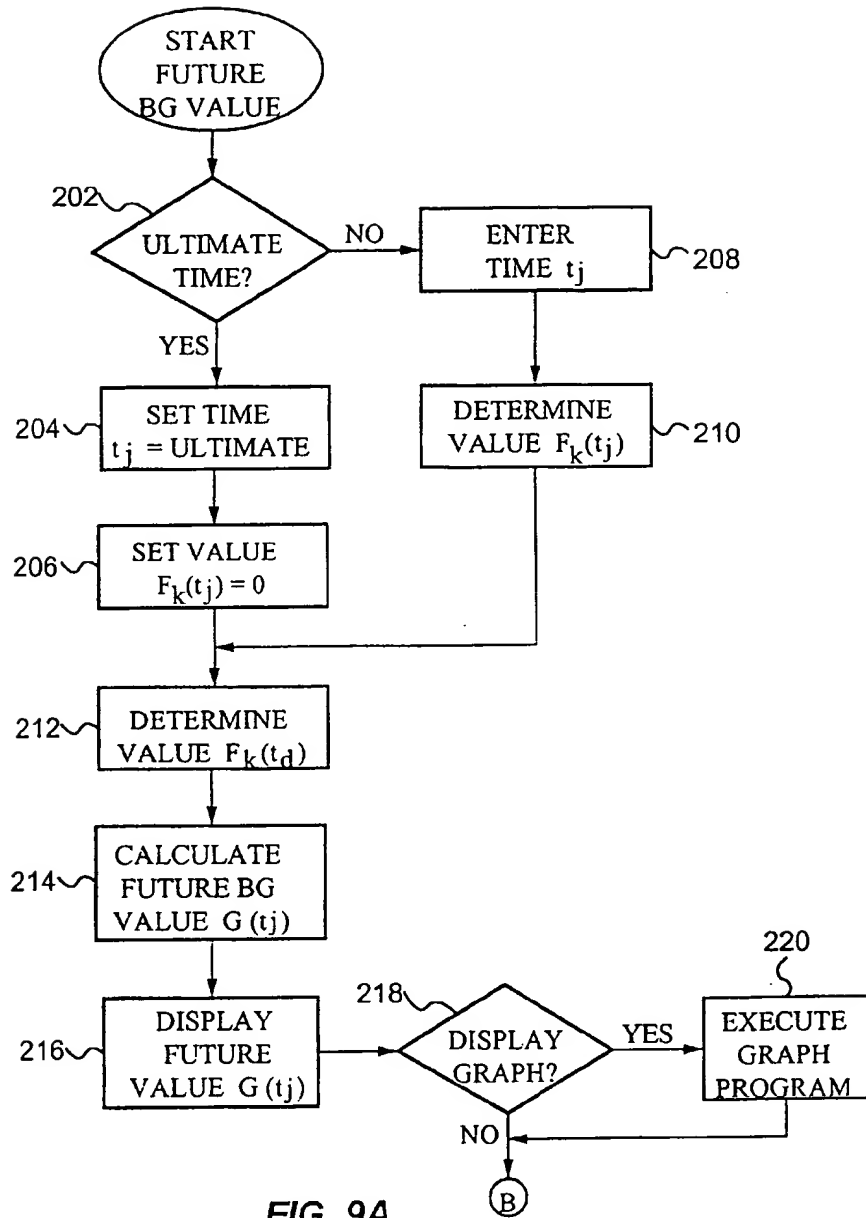 START
FUTURE
BG VALUE
202
ULTIMATE
TIME?
NO
ENTER
TIME tj
208
YES
204
SET TIME
tj = ULTIMATE
DETERMINE
VALUE Fk(tj)
210
206
SET VALUE
Fk(tj) = 0
212
DETERMINE
VALUE Fk(td)
214
CALCULATE
FUTURE BG
VALUE G(tj)
216
DISPLAY
FUTURE
VALUE G(tj)
218
DISPLAY
GRAPH?
YES
220
EXECUTE
GRAPH
PROGRAM
NO
B
FIG. 9A